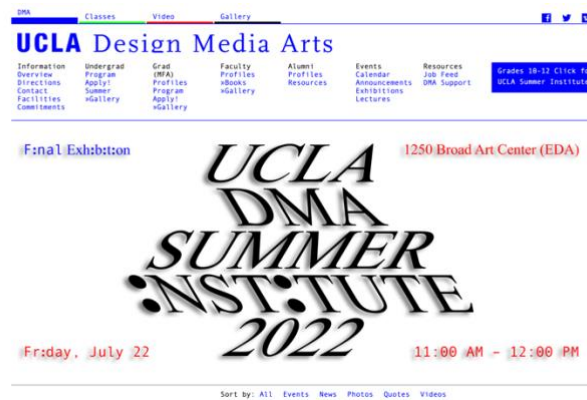 DMA Classes Video Gallery
UCLA Design Media Arts
Information Undergrad Grad Faculty Alumni Events Resources
Overview Program (MFA) Profiles Profiles Calendar Job Feed
Directions Apply! Profiles »Books Resources Announcements DMA Support
Contact Summer Program »Gallery Exhibitions
Facilities »Gallery Apply! Lectures
Commitments »Gallery
Grades 10-12 Click fo
UCLA Summer Institute
F:nal Exh:b:t:on
1250 Broad Art Center (EDA)
UCLA
DMA
SUMMER
:NST:TUTE
2022
Fr:day, July 22
11:00 AM – 12:00 PM
Sort by: All Events News Photos Quotes Videos